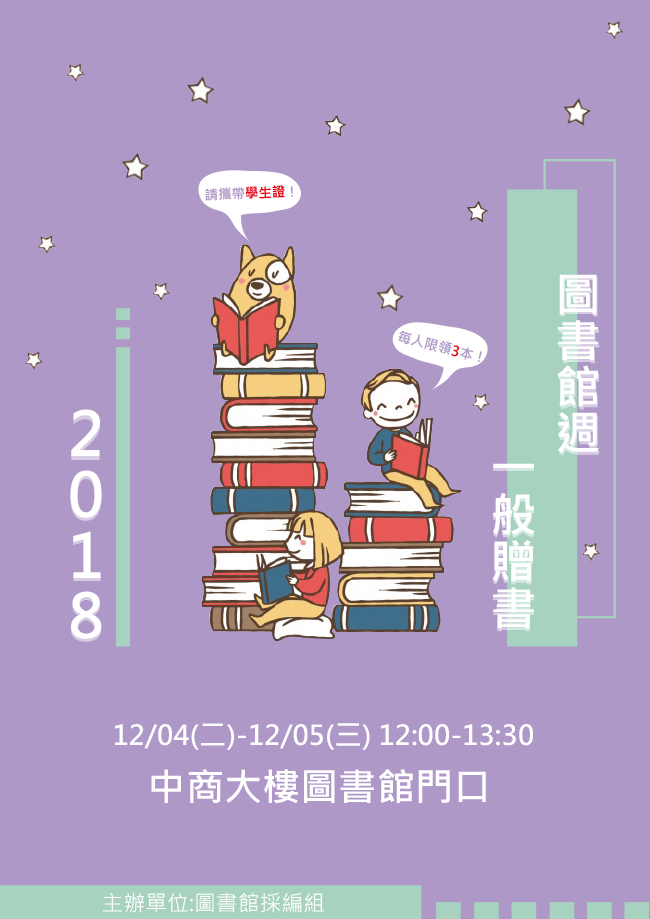 圖書館週
一般贈書
2018
請攜帶學生證！
每人限領3本！
12/04(二)-12/05(三) 12:00-13:30
中商大樓圖書館門口
主辦單位:圖書館採編組